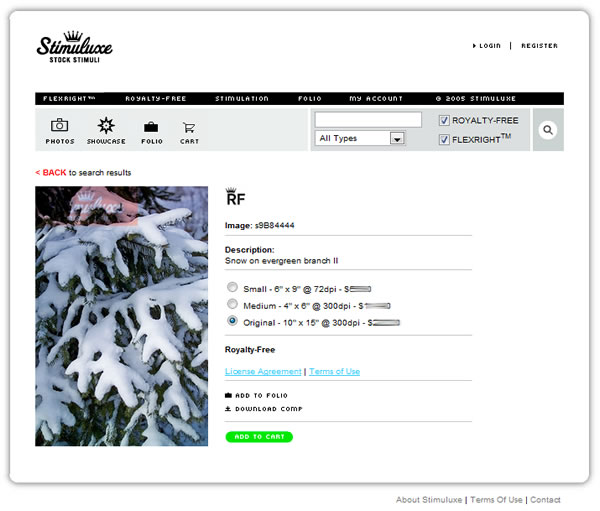 Stimuluxe
STOCK STIMULI
LOGIN | REGISTER
FLEXRIGHT™ ROYALTY-FREE STIMULATION FOLIO MY ACCOUNT © 2005 STIMULUXE
ROYALTY-FREE
PHOTOS SHOWCASE FOLIO CART
All Types
FLEXRIGHT™
< BACK to search results
Stimuluxe
RF
Image: s9B84444
Description:
Snow on evergreen branch II
Small - 6" x 9" @ 72dpi - $
Medium - 4" x 6" @ 300dpi - $
Original - 10" x 15" @ 300dpi - $
Royalty-Free
License Agreement | Terms of Use
ADD TO FOLIO
DOWNLOAD COMP
ADD TO CART
About Stimuluxe | Terms Of Use | Contact